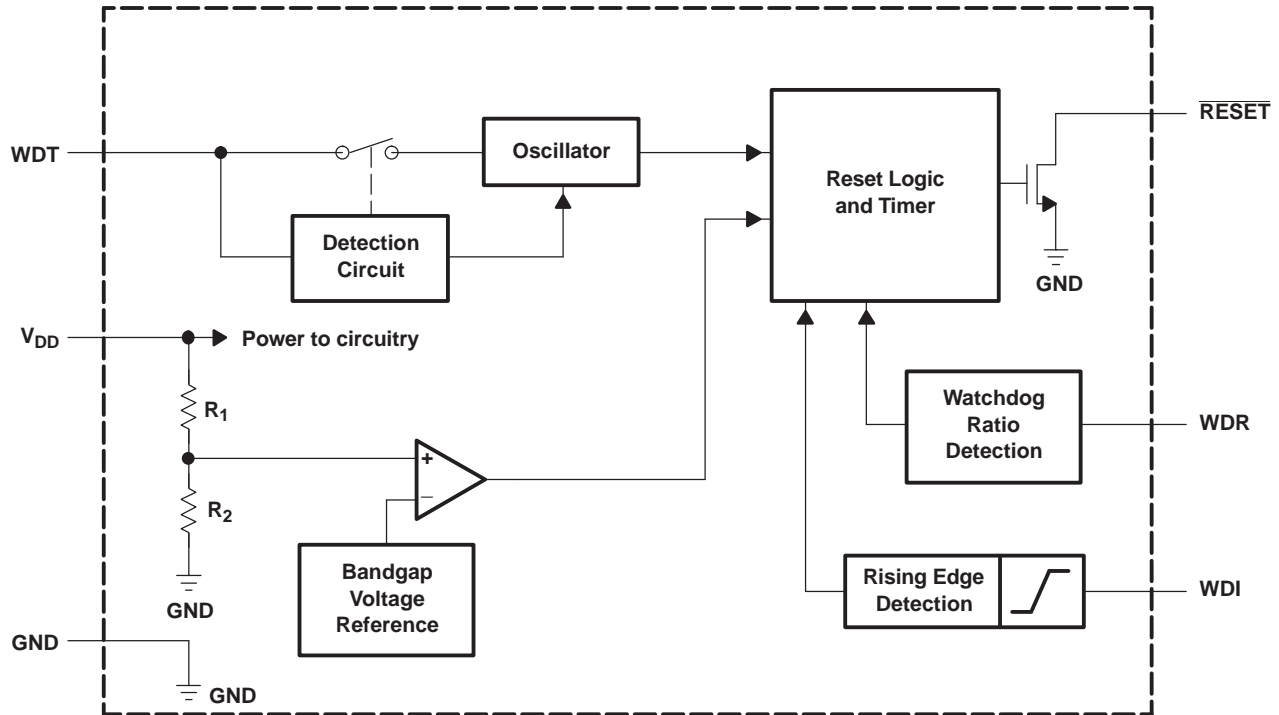 RESET
WDT
Oscillator
Reset Logic
and Timer
Detection
Circuit
GND
VDD
Power to circuitry
R1
Watchdog
Ratio
Detection
WDR
+
−
R2
Bandgap
Voltage
Reference
Rising Edge
Detection
WDI
GND
GND
GND